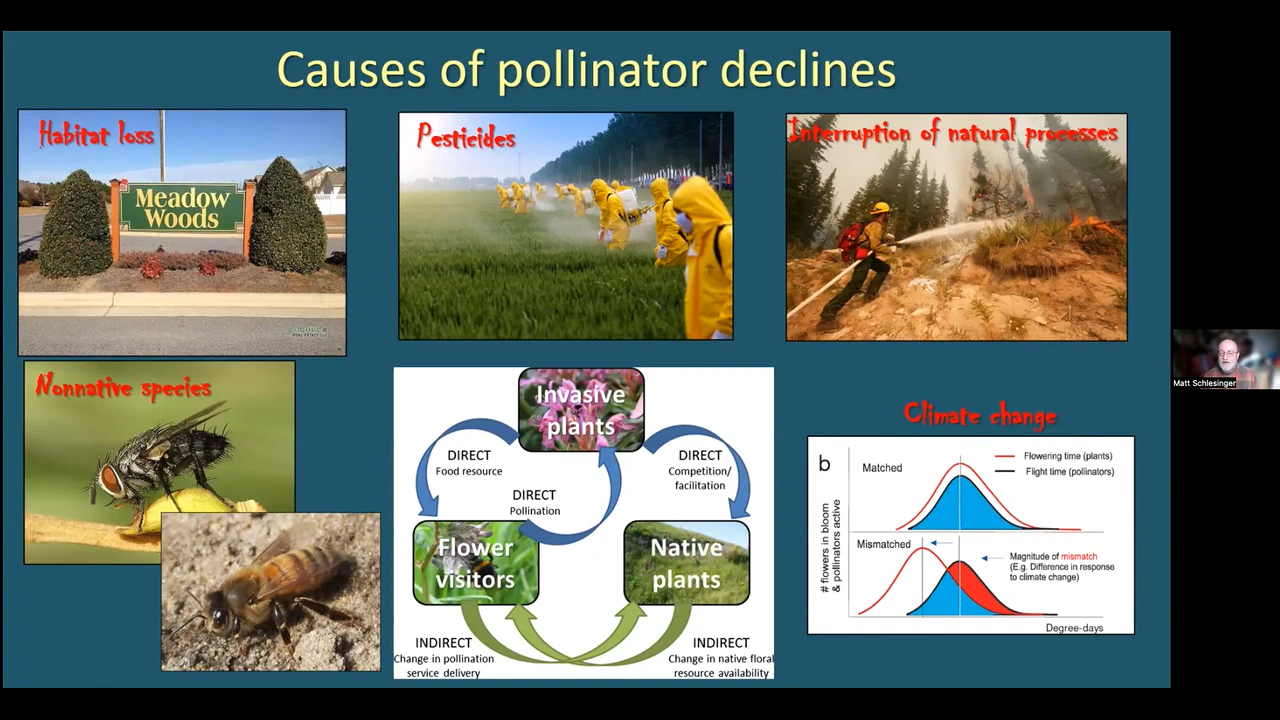 Causes of pollinator declines
Habitat loss
Meadow
Woods
Pesticides
Interruption of natural processes
Nonnative species
Invasive
plants
DIRECT
Food resource
DIRECT
Competition/
facilitation
DIRECT
Pollination
Flower
visitors
Native
plants
INDIRECT
Change in pollination
service delivery
INDIRECT
Change in native floral
resource availability
Climate change
b
Matched
Flowering time (plants)
Flight time (pollinators)
Mismatched
Magnitude of mismatch
(E.g. Difference in response
to climate change)
# flowers in bloom
& pollinators active
Degree-days
Matt Schlesinger